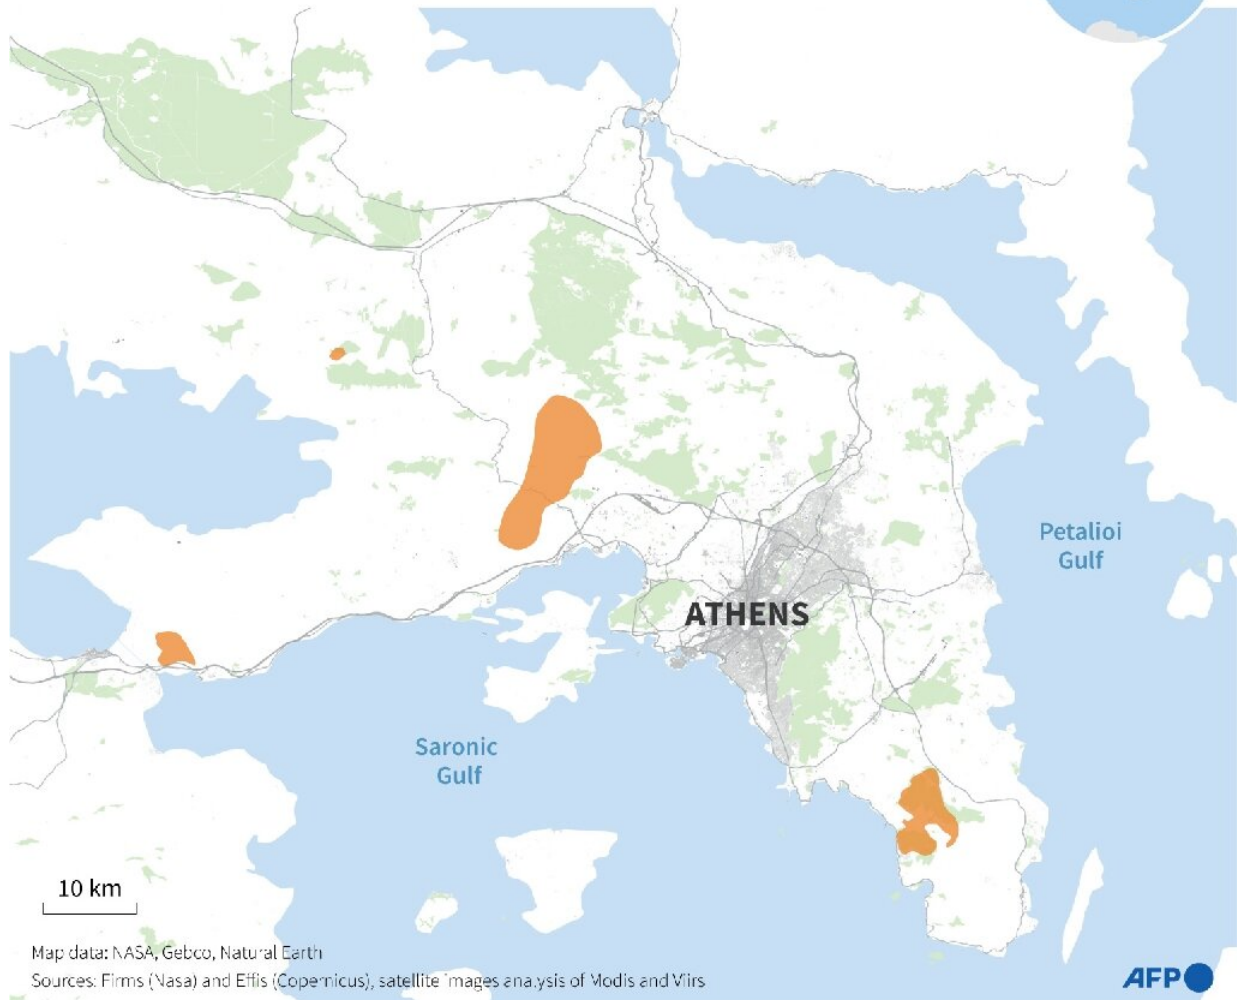 Petalioi
Gulf
ATHENS
Saronic
Gulf
10 km
Map data: NASA, Gebco, Natural Earth
Sources: Firms (Nasa) and Effis (Copernicus), satellite images analysis of Modis and Viirs
AFP